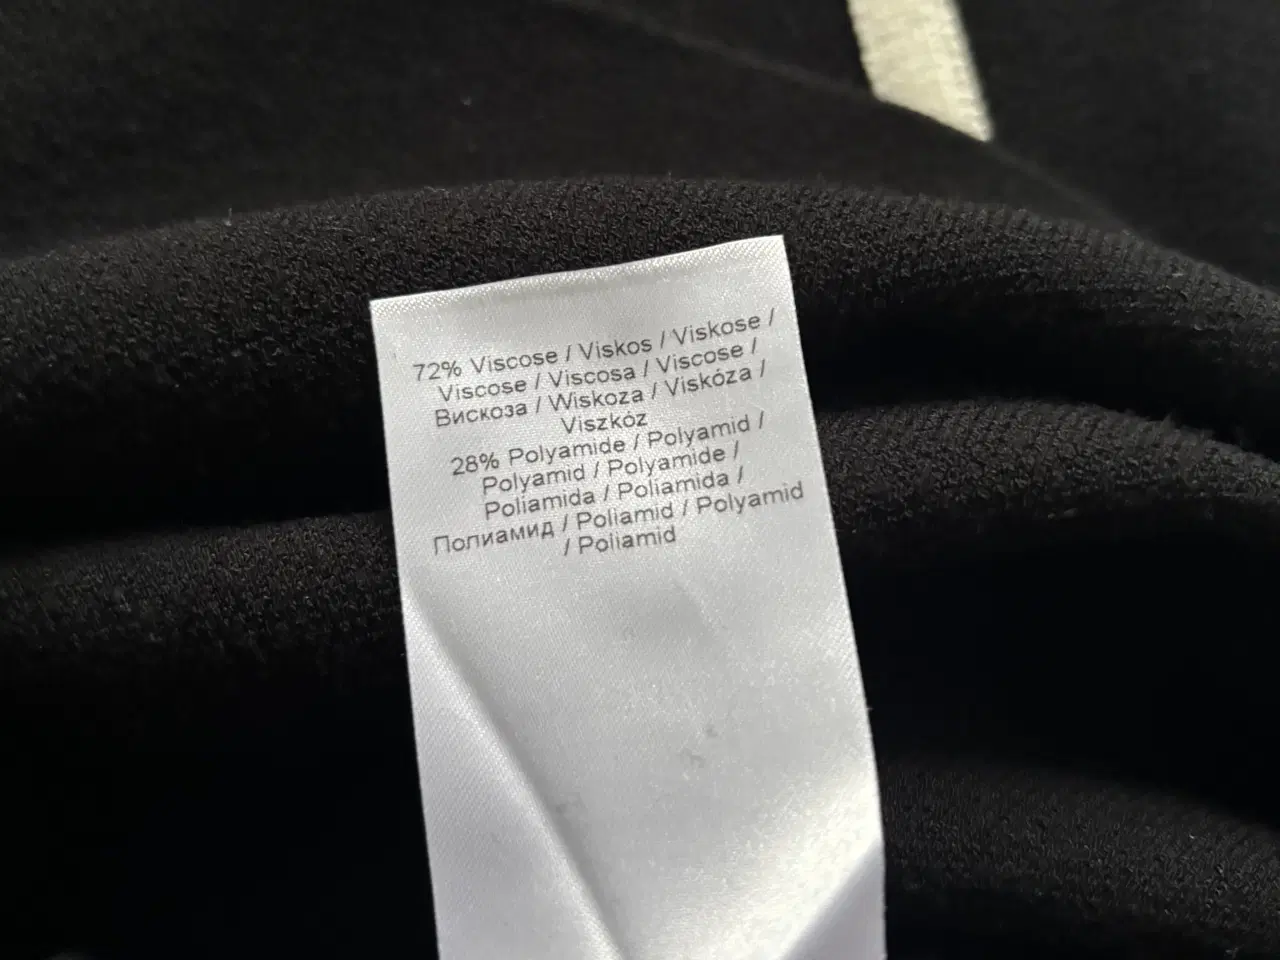 72% Viscose / Viskos / Viskose /
Viscose / Viscosa / Viscose /
Вискоза / Wiskoza / Viskóza /
Viszkóz
28% Polyamide / Polyamid /
Polyamid / Polyamide /
Poliamida / Poliamida /
Полиамид / Poliamid / Polyamid
/ Poliamid